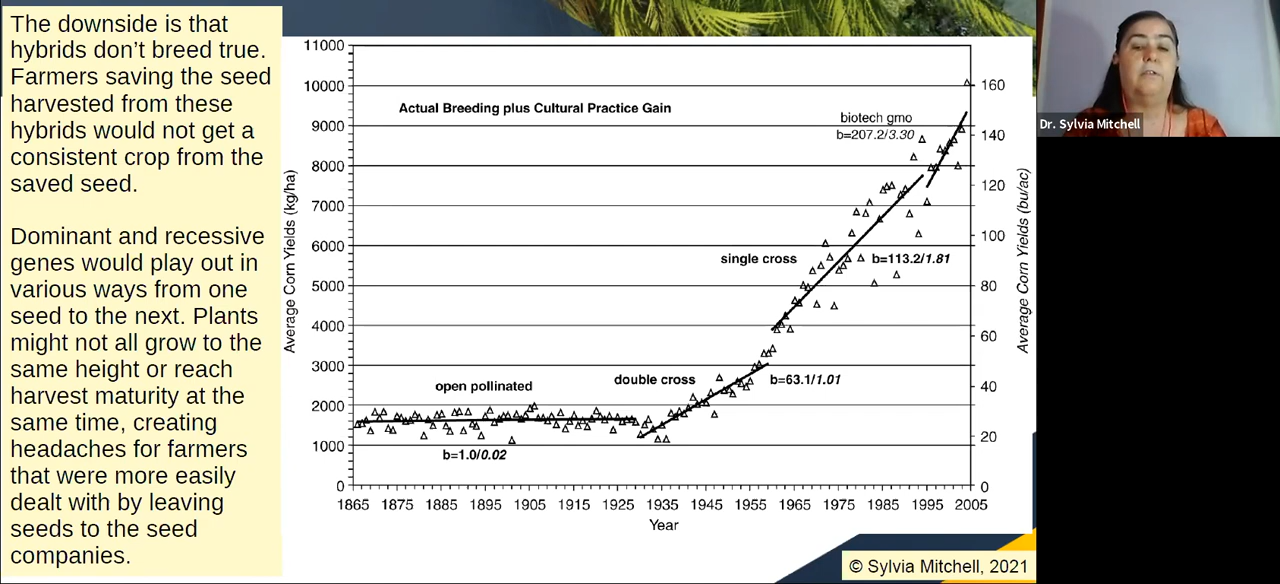 The downside is that
hybrids don't breed true.
Farmers saving the seed
harvested from these
hybrids would not get a
consistent crop from the
saved seed.
Dominant and recessive
genes would play out in
various ways from one
seed to the next. Plants
might not all grow to the
same height or reach
harvest maturity at the
same time, creating
headaches for farmers
that were more easily
dealt with by leaving
seeds to the seed
companies.
Average Corn Yields (kg/ha)
11000
10000
9000
8000
7000
6000
5000
4000
3000
2000
1000
0
Actual Breeding plus Cultural Practice Gain
biotech gmo
b=207.2/3.30
single cross
b=113.2/1.81
double cross
b=63.1/1.01
open pollinated
b=1.0/0.02
160
140
120
100
80
60
40
20
0
Average Corn Yields (bu/ac)
1865 1875 1885 1895 1905 1915 1925 1935 1945 1955 1965 1975 1985 1995 2005
Year
© Sylvia Mitchell, 2021
Dr. Sylvia Mitchell